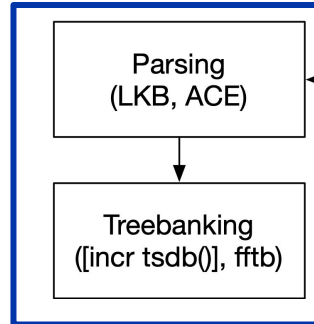 Parsing
(LKB, ACE)
Treebanking
([incr tsdb()], fftb)